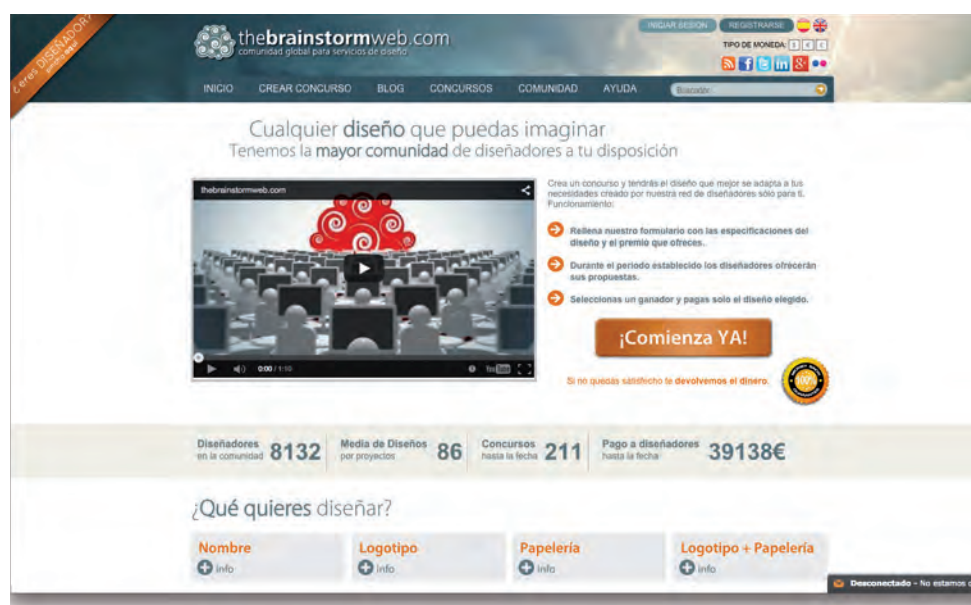 ¿eres DISEÑADOR?
pincha aquí
INICIAR SESIÓN REGISTRARSE
thebrainstormweb.com
comunidad global para servicios de diseño
TIPO DE MONEDA: $ € £
INICIO CREAR CONCURSO BLOG CONCURSOS COMUNIDAD AYUDA Buscador
Cualquier diseño que puedas imaginar
Tenemos la mayor comunidad de diseñadores a tu disposición
thebrainstormweb.com
0:00 / 1:10 YouTube
Crea un concurso y tendrás el diseño que mejor se adapta a tus
necesidades creado por nuestra red de diseñadores sólo para ti.
Funcionamiento:
Rellena nuestro formulario con las especificaciones del
diseño y el premio que ofreces.
Durante el periodo establecido los diseñadores ofrecerán
sus propuestas.
Seleccionas un ganador y pagas solo el diseño elegido.
¡Comienza YA!
Si no quedas satisfecho te devolvemos el dinero.
100%
Diseñadores
en la comunidad 8132
Media de Diseños
por proyectos 86
Concursos
hasta la fecha 211
Pago a diseñadores
hasta la fecha 39138€
¿Qué quieres diseñar?
Nombre Logotipo Papelería Logotipo + Papelería
info info info info
Desconectado - No estamos